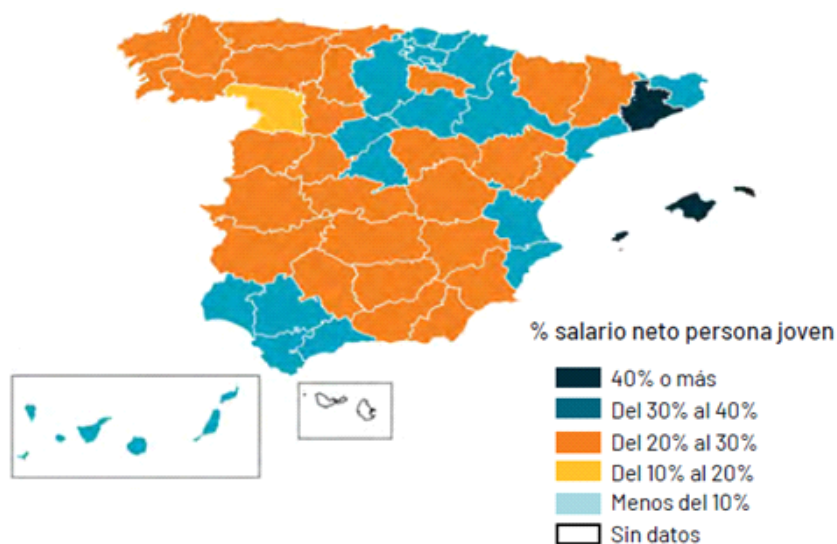 % salario neto persona joven
40% o más
Del 30% al 40%
Del 20% al 30%
Del 10% al 20%
Menos del 10%
Sin datos